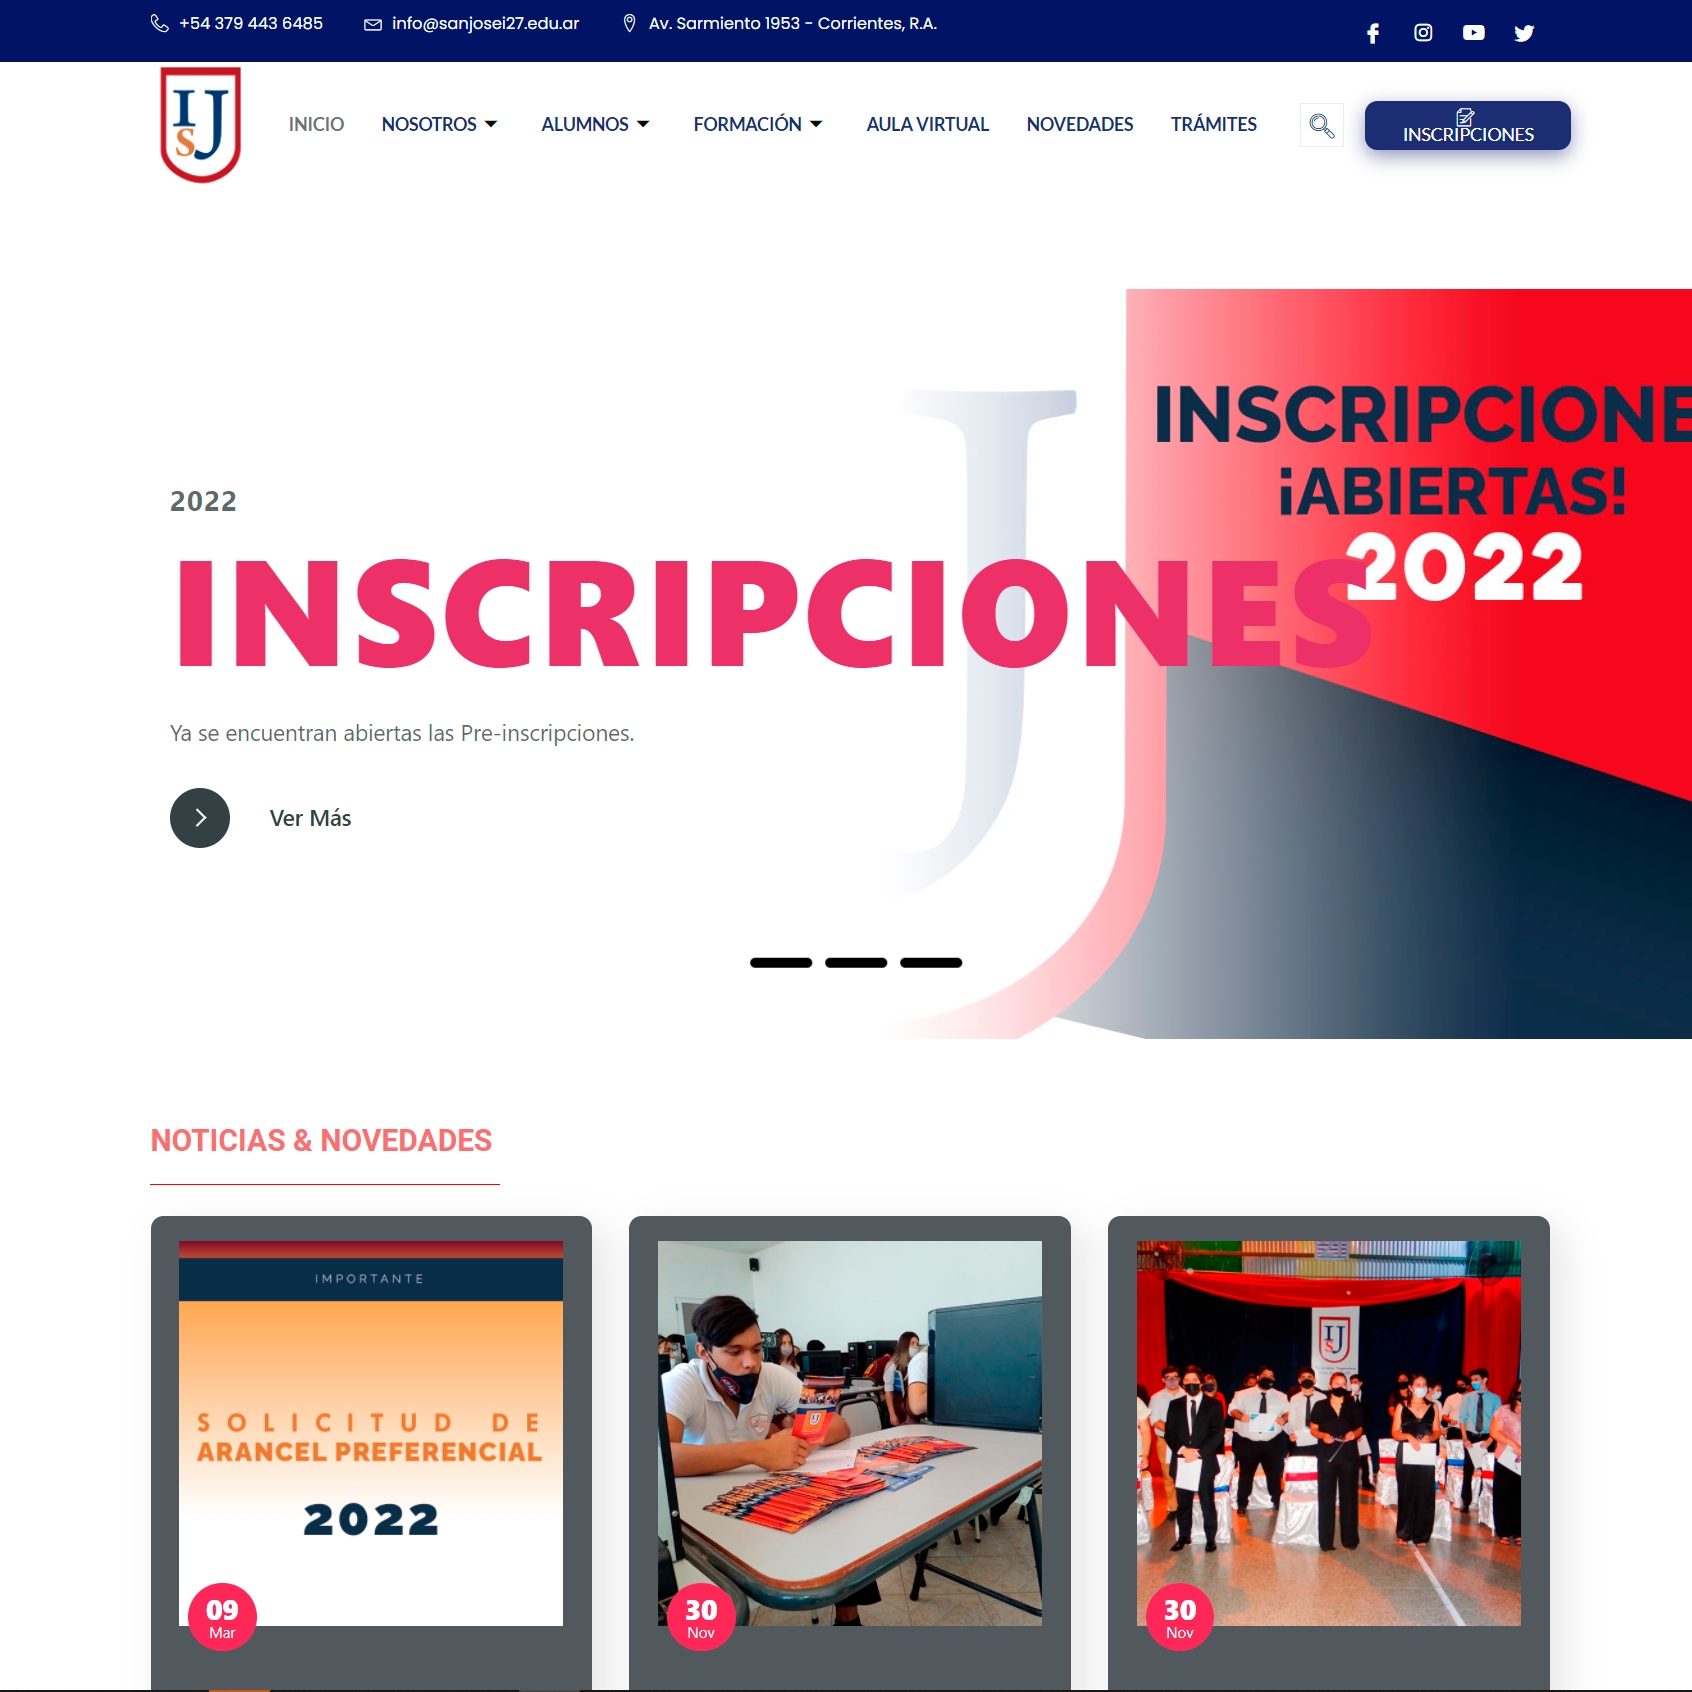 +54 379 443 6485
info@sanjosei27.edu.ar
Av. Sarmiento 1953 - Corrientes, R.A.
ISJ
INICIO
NOSOTROS
ALUMNOS
FORMACIÓN
AULA VIRTUAL
NOVEDADES
TRÁMITES
INSCRIPCIONES
INSCRIPCIONE
¡ABIERTAS!
2022
2022
INSCRIPCIONES
Ya se encuentran abiertas las Pre-inscripciones.
Ver Más
NOTICIAS & NOVEDADES
IMPORTANTE
SOLICITUD DE
ARANCEL PREFERENCIAL
2022
09
Mar
30
Nov
30
Nov